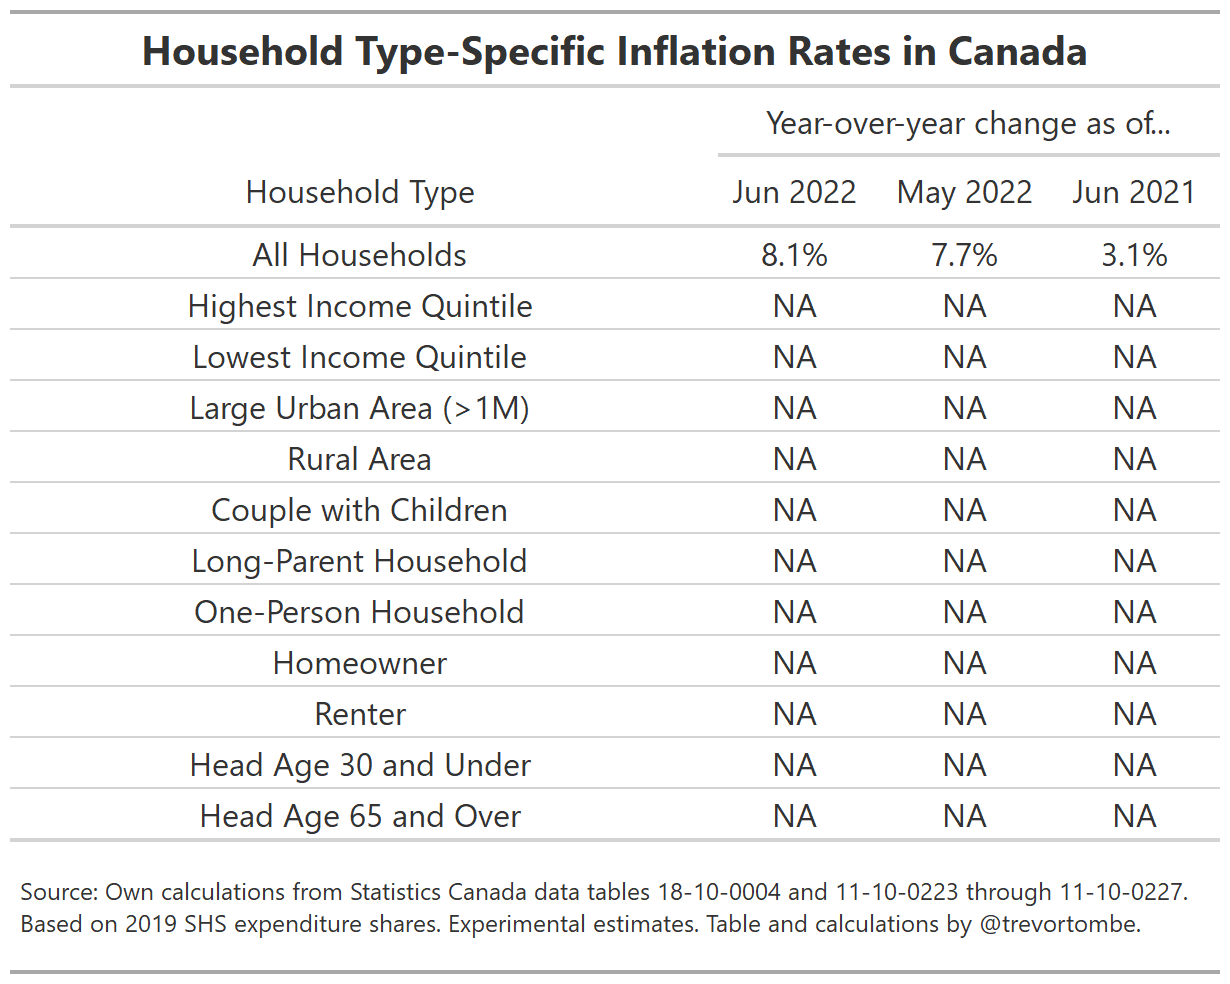 Household Type-Specific Inflation Rates in Canada
Year-over-year change as of...
Household Type Jun 2022 May 2022 Jun 2021
All Households 8.1% 7.7% 3.1%
Highest Income Quintile NA NA NA
Lowest Income Quintile NA NA NA
Large Urban Area (>1M) NA NA NA
Rural Area NA NA NA
Couple with Children NA NA NA
Long-Parent Household NA NA NA
One-Person Household NA NA NA
Homeowner NA NA NA
Renter NA NA NA
Head Age 30 and Under NA NA NA
Head Age 65 and Over NA NA NA
Source: Own calculations from Statistics Canada data tables 18-10-0004 and 11-10-0223 through 11-10-0227.
Based on 2019 SHS expenditure shares. Experimental estimates. Table and calculations by @trevortombe.